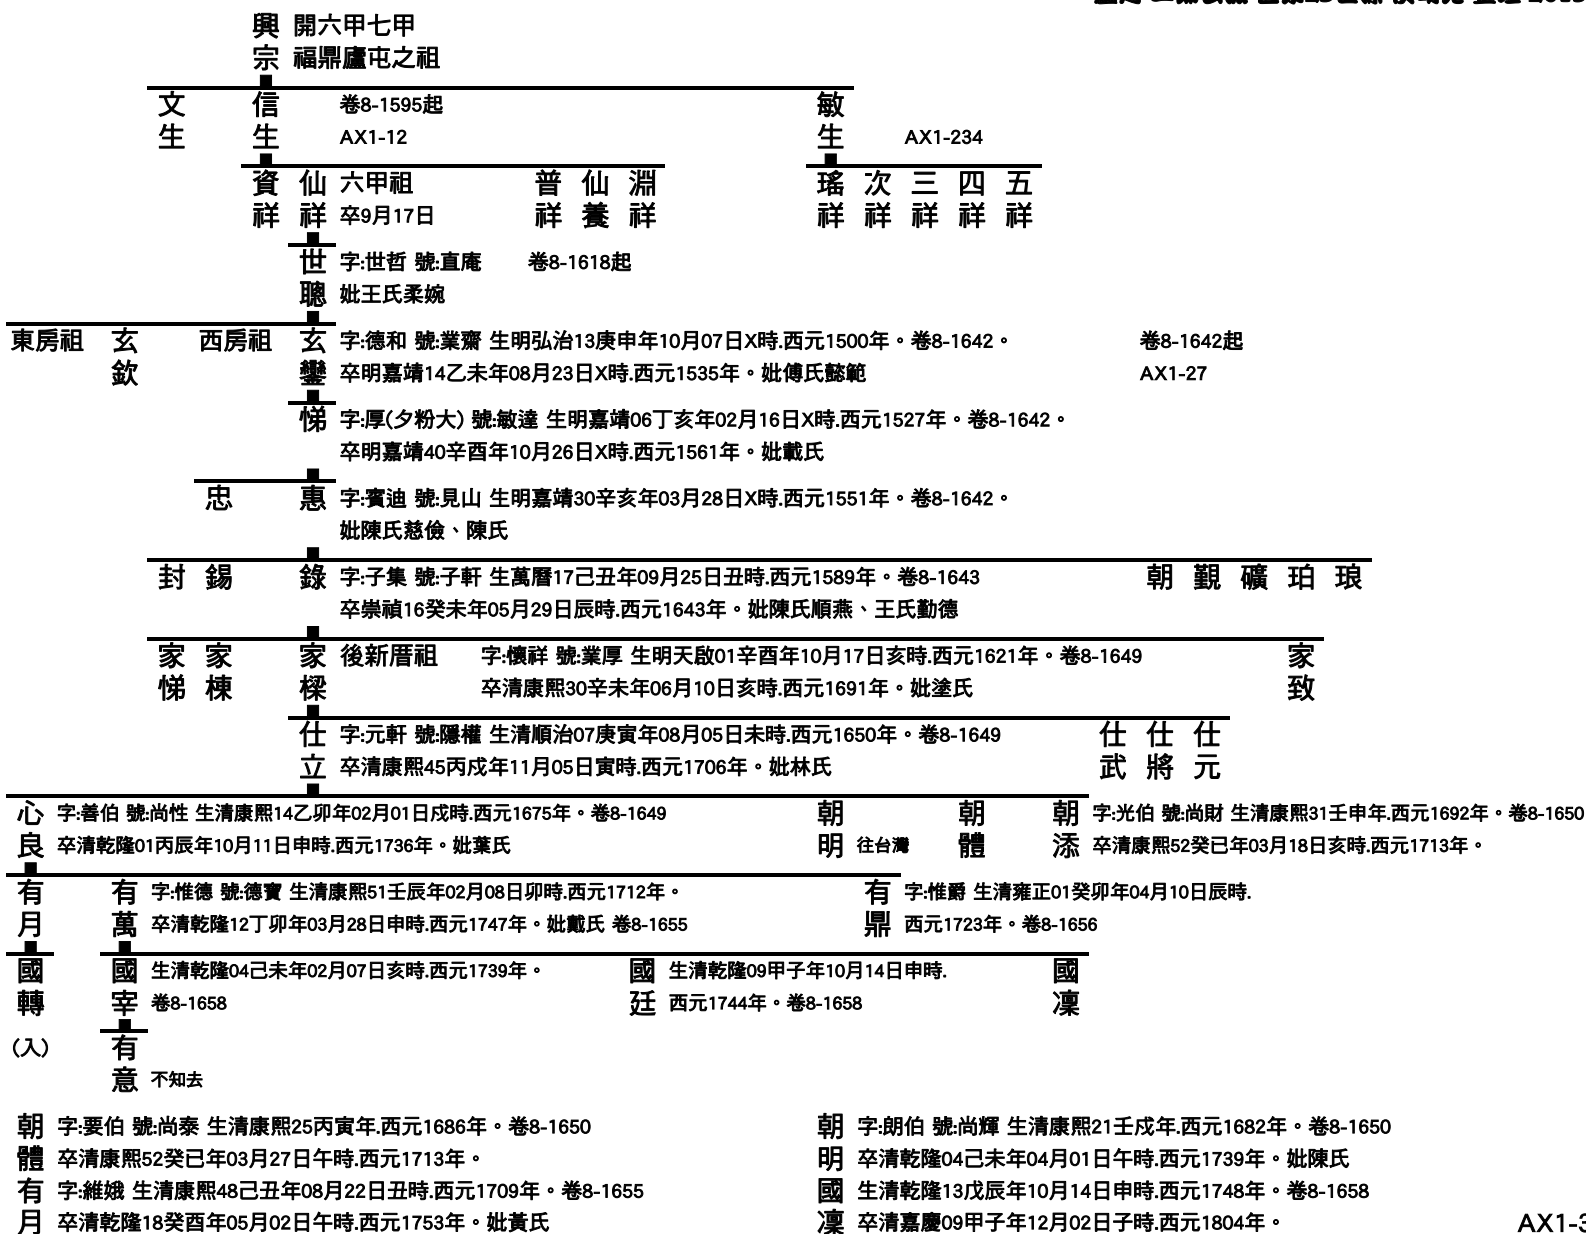 興 開六甲七甲
宗 福鼎廬屯之祖
文 信 卷8-1595起 敏
生 生 AX1-12 生 AX1-234
資 仙 六甲祖 普 仙 淵 瑤 次 三 四 五
祥 祥 卒9月17日 祥 養 祥 祥 祥 祥 祥 祥
世 字:世哲 號:直庵 卷8-1618起
聰 妣王氏柔婉
東房祖 玄 西房祖 玄 字:德和 號:業齋 生明弘治13庚申年10月07日X時.西元1500年。卷8-1642。 卷8-1642起
欽 鑾 卒明嘉靖14乙未年08月23日X時.西元1535年。妣傅氏懿範 AX1-27
悌 字:厚(夕粉大) 號:敏達 生明嘉靖06丁亥年02月16日X時.西元1527年。卷8-1642。
卒明嘉靖40辛酉年10月26日X時.西元1561年。妣載氏
忠 惠 字:賓迪 號:見山 生明嘉靖30辛亥年03月28日X時.西元1551年。卷8-1642。
妣陳氏慈儉、陳氏
封 錫 錄 字:子集 號:子軒 生萬曆17己丑年09月25日丑時.西元1589年。卷8-1643 朝 覲 礦 珀 琅
卒崇禎16癸未年05月29日辰時.西元1643年。妣陳氏順燕、王氏勤德
家 家 家 後新厝祖 字:懷祥 號:業厚 生明天啟01辛酉年10月17日亥時.西元1621年。卷8-1649 家
悌 棟 樑 卒清康熙30辛未年06月10日亥時.西元1691年。妣塗氏 致
仕 字:元軒 號:隱權 生清順治07庚寅年08月05日未時.西元1650年。卷8-1649 仕 仕 仕
立 卒清康熙45丙戍年11月05日寅時.西元1706年。妣林氏 武 將 元
心 字:善伯 號:尚性 生清康熙14乙卯年02月01日戍時.西元1675年。卷8-1649 朝 朝 朝 字:光伯 號:尚財 生清康熙31壬申年.西元1692年。卷8-1650
良 卒清乾隆01丙辰年10月11日申時.西元1736年。妣葉氏 明 往台灣 體 添 卒清康熙52癸已年03月18日亥時.西元1713年。
有 有 字:惟德 號:德寶 生清康熙51壬辰年02月08日卯時.西元1712年。 有 字:惟爵 生清雍正01癸卯年04月10日辰時.
月 萬 卒清乾隆12丁卯年03月28日申時.西元1747年。妣戴氏 卷8-1655 鼎 西元1723年。卷8-1656
國 國 生清乾隆04己未年02月07日亥時.西元1739年。 國 生清乾隆09甲子年10月14日申時. 國
轉 宰 卷8-1658 廷 西元1744年。卷8-1658 凜
(入) 有
意 不知去
朝 字:要伯 號:尚泰 生清康熙25丙寅年.西元1686年。卷8-1650 朝 字:朗伯 號:尚輝 生清康熙21壬戍年.西元1682年。卷8-1650
體 卒清康熙52癸已年03月27日午時.西元1713年。 明 卒清乾隆04己未年04月01日午時.西元1739年。妣陳氏
有 字:維娥 生清康熙48己丑年08月22日丑時.西元1709年。卷8-1655 國 生清乾隆13戊辰年10月14日申時.西元1748年。卷8-1658
月 卒清乾隆18癸酉年05月02日午時.西元1753年。妣黃氏 凜 卒清嘉慶09甲子年12月02日子時.西元1804年。 AX1-3